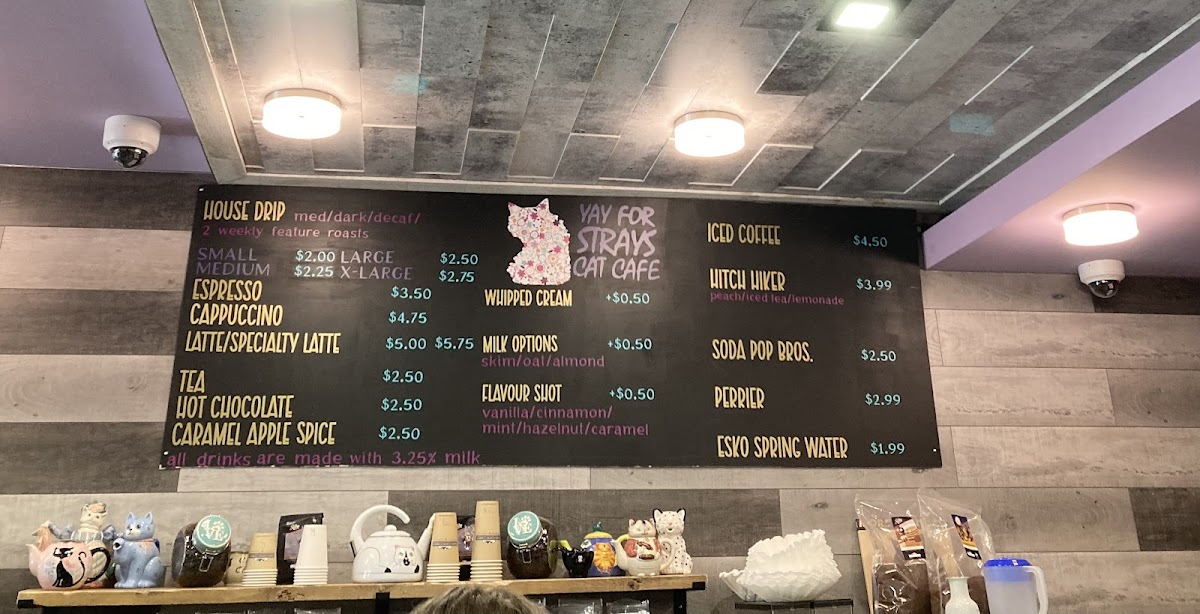 HOUSE DRIP med/dark/decaf/
2 weekly feature roasts
SMALL $2.00 LARGE $2.50
MEDIUM $2.25 X-LARGE $2.75
ESPRESSO $3.50
CAPPUCCINO $4.75
LATTE/SPECIALTY LATTE $5.00 $5.75
TEA $2.50
HOT CHOCOLATE $2.50
CARAMEL APPLE SPICE $2.50
all drinks are made with 3.25% milk
YAY FOR
STRAYS
CAT CAFE
WHIPPED CREAM +$0.50
MILK OPTIONS +$0.50
skim/oat/almond
FLAVOUR SHOT +$0.50
vanilla/cinnamon/
mint/hazelnut/caramel
ICED COFFEE $4.50
HITCH HIKER $3.99
peach/iced tea/lemonade
SODA POP BROS. $2.50
PERRIER $2.99
ESKO SPRING WATER $1.99